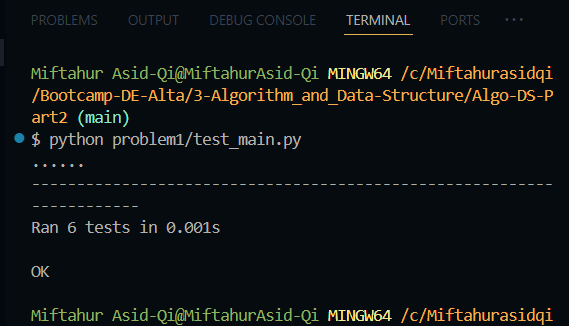 PROBLEMS OUTPUT DEBUG CONSOLE TERMINAL PORTS ...
Miftahur Asid-Qi@MiftahurAsid-Qi MINGW64 /c/Miftahurasidqi
/Bootcamp-DE-Alta/3-Algorithm_and_Data-Structure/Algo-DS-P
art2 (main)
$ python problem1/test_main.py
......
----------------------------------------------------------
------------
Ran 6 tests in 0.001s
OK
Miftahur Asid-Qi@MiftahurAsid-Qi MINGW64 /c/Miftahurasidqi